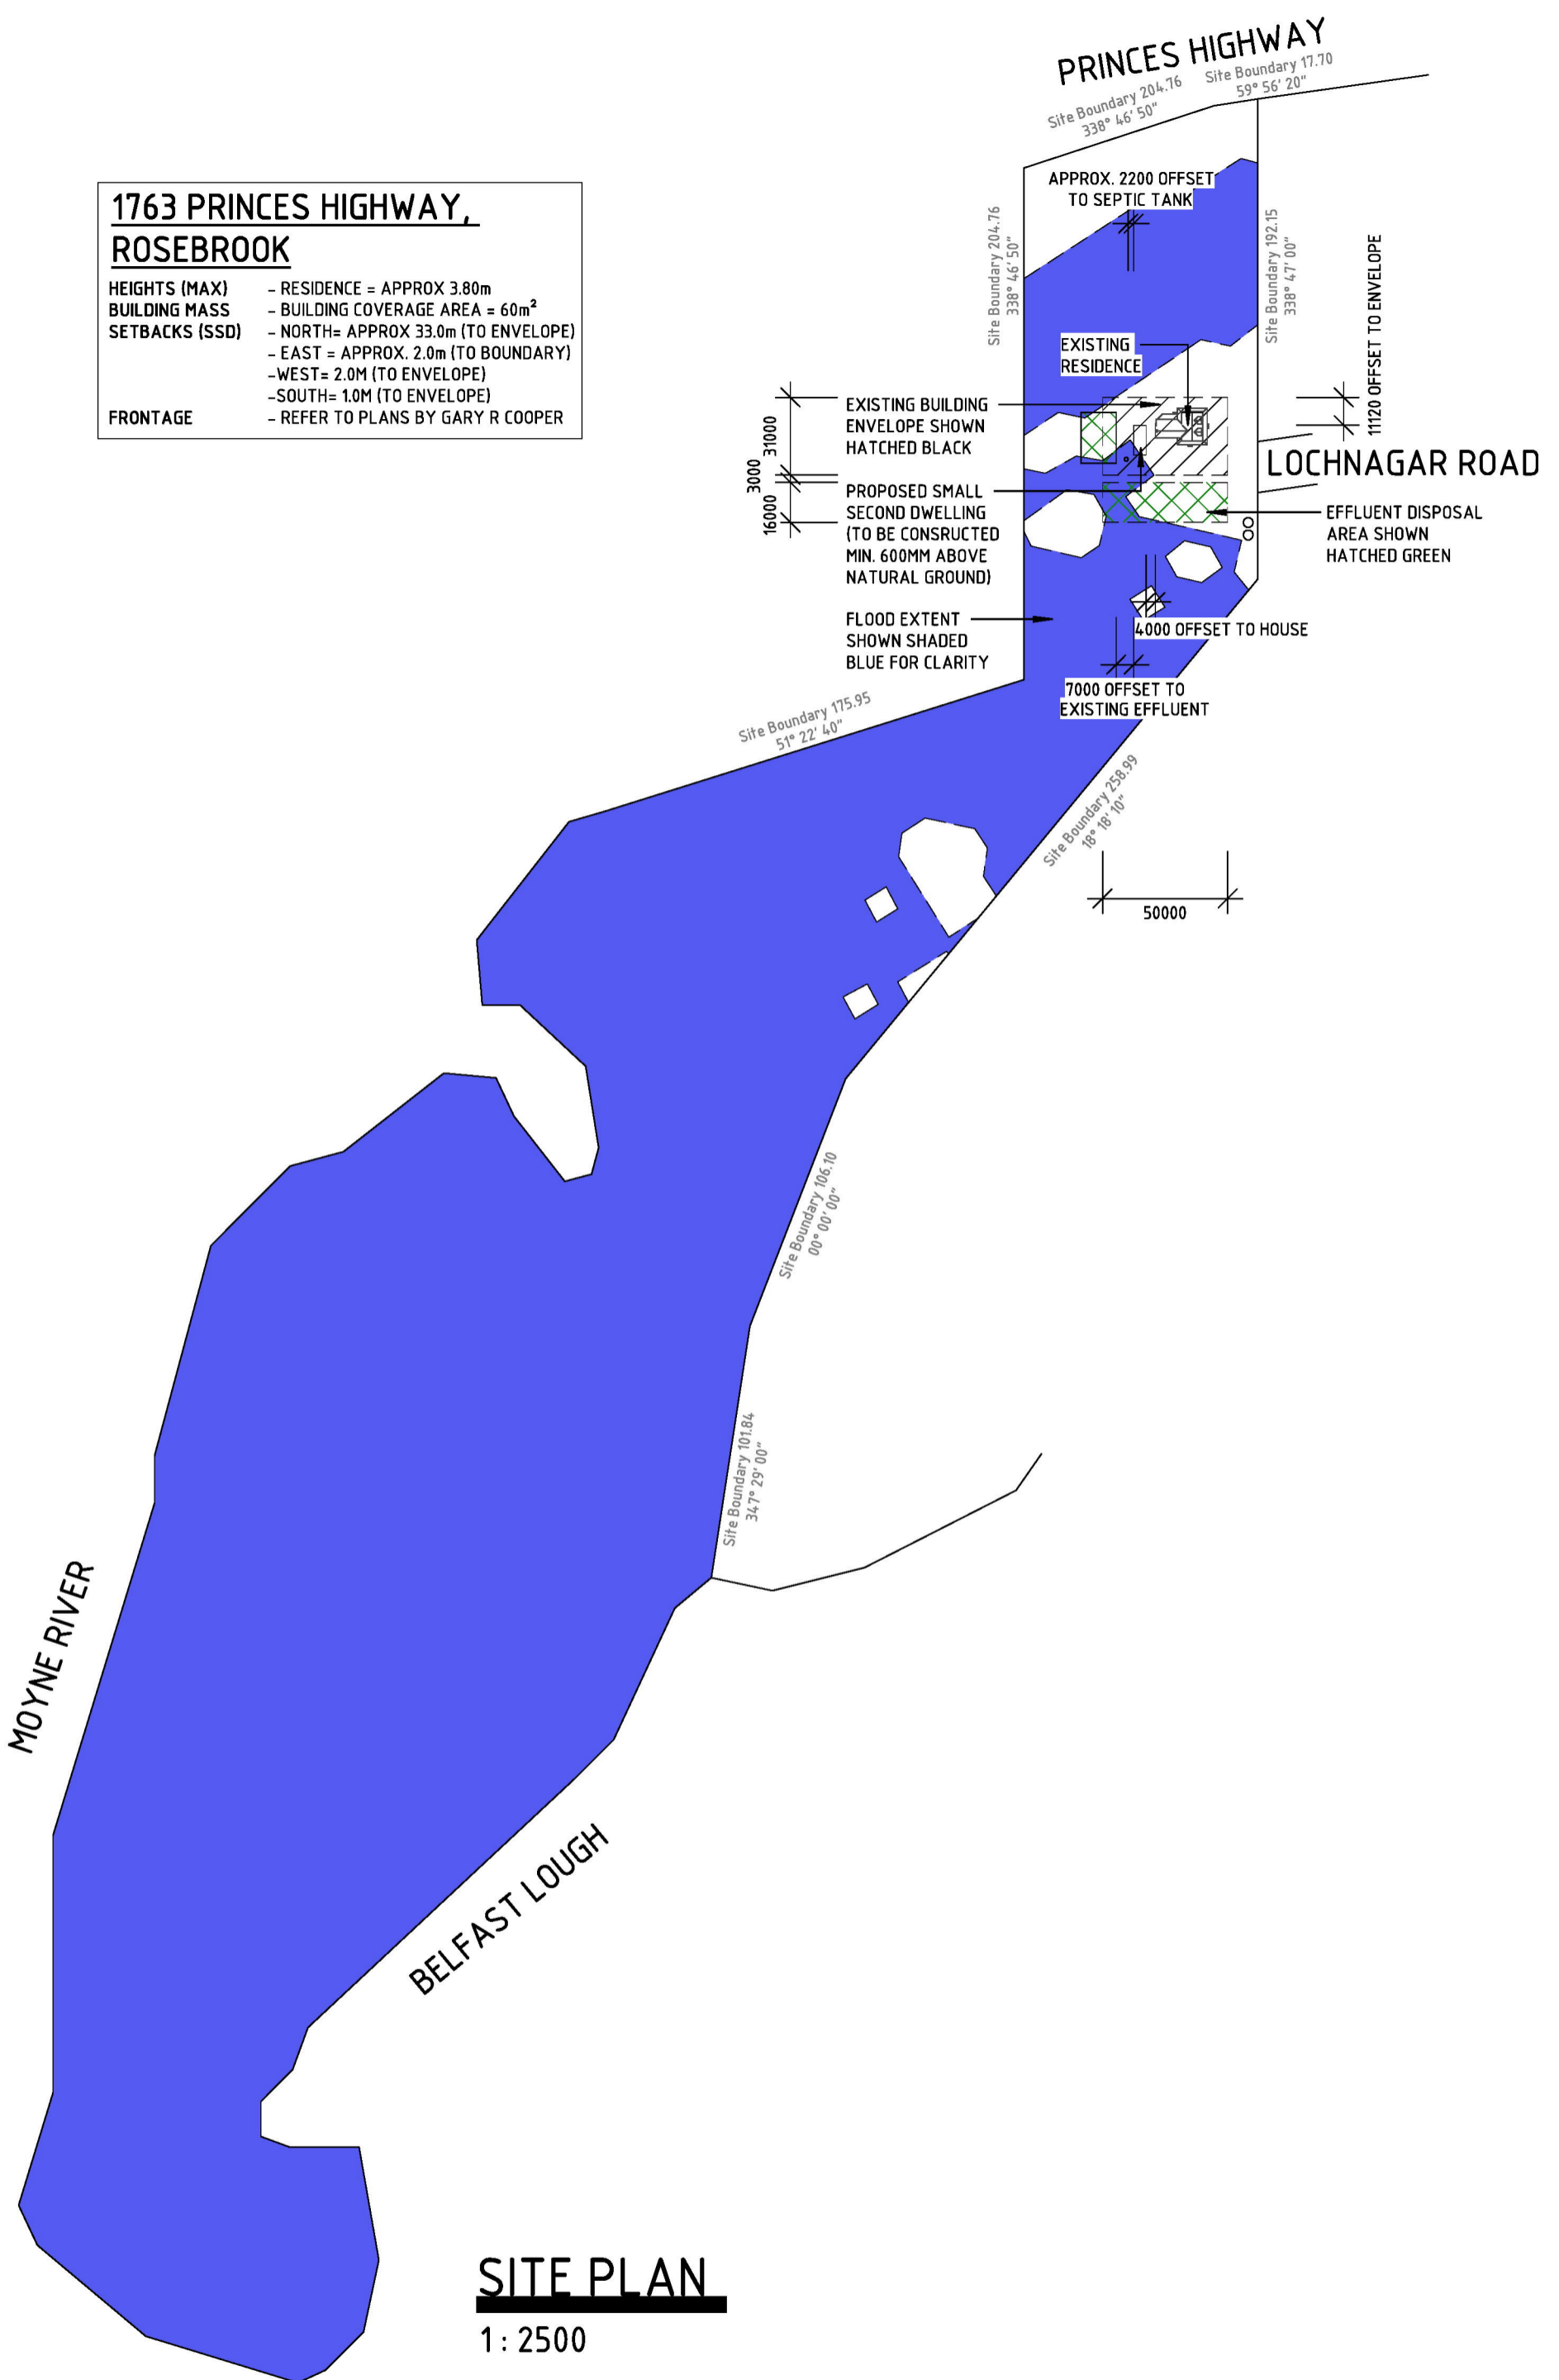 PRINCES HIGHWAY
Site Boundary 204.76
338° 46' 50"
Site Boundary 17.70
59° 56' 20"
1763 PRINCES HIGHWAY,
ROSEBROOK
HEIGHTS (MAX) - RESIDENCE = APPROX 3.80m
BUILDING MASS - BUILDING COVERAGE AREA = 60m²
SETBACKS (SSD) - NORTH= APPROX 33.0m (TO ENVELOPE)
- EAST = APPROX. 2.0m (TO BOUNDARY)
-WEST= 2.0M (TO ENVELOPE)
-SOUTH= 1.0M (TO ENVELOPE)
FRONTAGE - REFER TO PLANS BY GARY R COOPER
APPROX. 2200 OFFSET
TO SEPTIC TANK
Site Boundary 204.76
338° 46' 50"
Site Boundary 192.15
338° 47' 00"
11120 OFFSET TO ENVELOPE
EXISTING
RESIDENCE
31000
3000
16000
EXISTING BUILDING
ENVELOPE SHOWN
HATCHED BLACK
LOCHNAGAR ROAD
PROPOSED SMALL
SECOND DWELLING
(TO BE CONSRUCTED
MIN. 600MM ABOVE
NATURAL GROUND)
EFFLUENT DISPOSAL
AREA SHOWN
HATCHED GREEN
FLOOD EXTENT
SHOWN SHADED
BLUE FOR CLARITY
4000 OFFSET TO HOUSE
7000 OFFSET TO
EXISTING EFFLUENT
Site Boundary 175.95
51° 22' 40"
Site Boundary 258.99
18° 18' 10"
50000
Site Boundary 106.10
00° 00' 00"
Site Boundary 101.84
347° 29' 00"
MOYNE RIVER
BELFAST LOUGH
SITE PLAN
1 : 2500